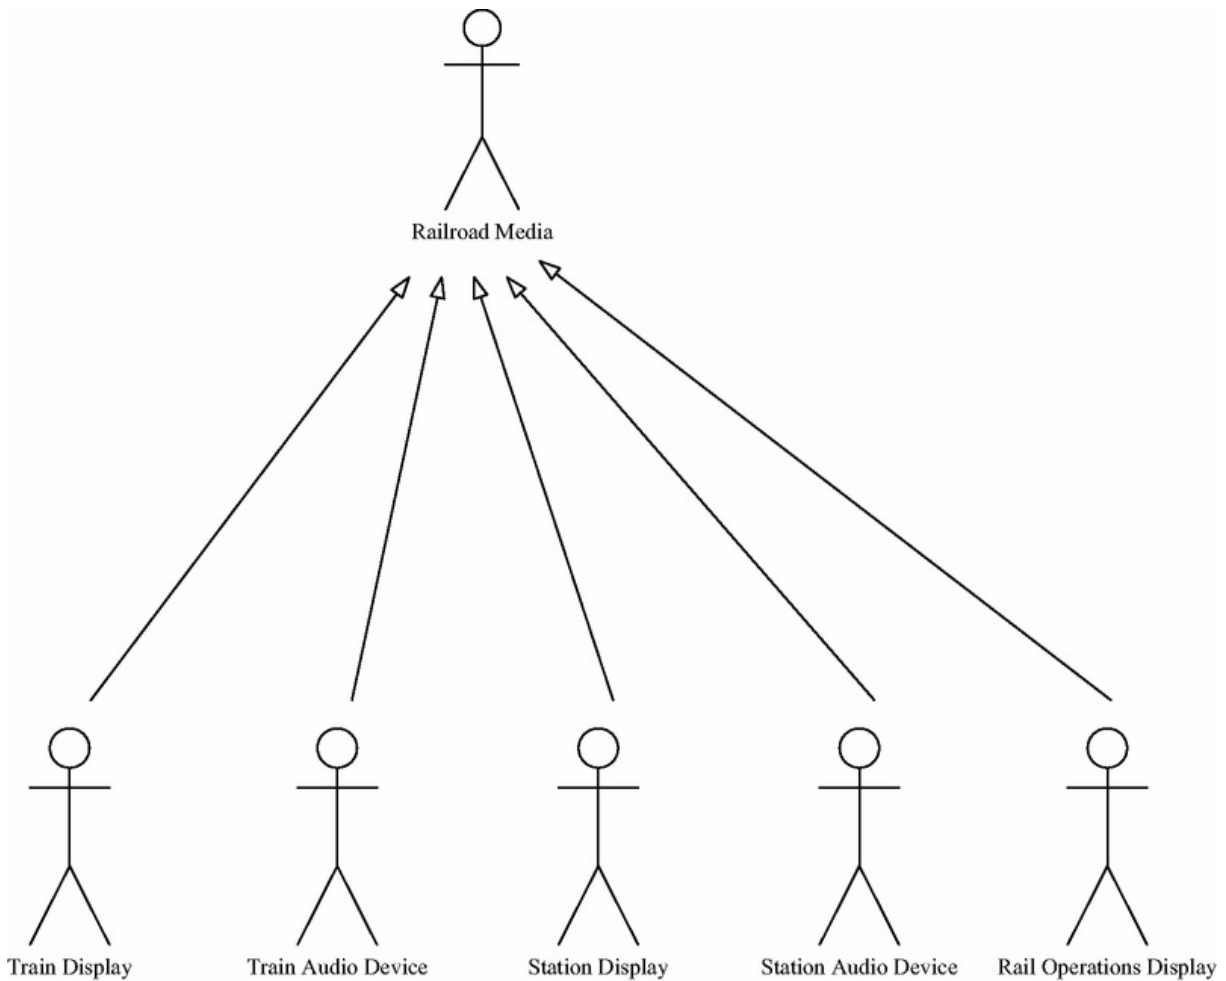 Railroad Media
Train Display
Train Audio Device
Station Display
Station Audio Device
Rail Operations Display